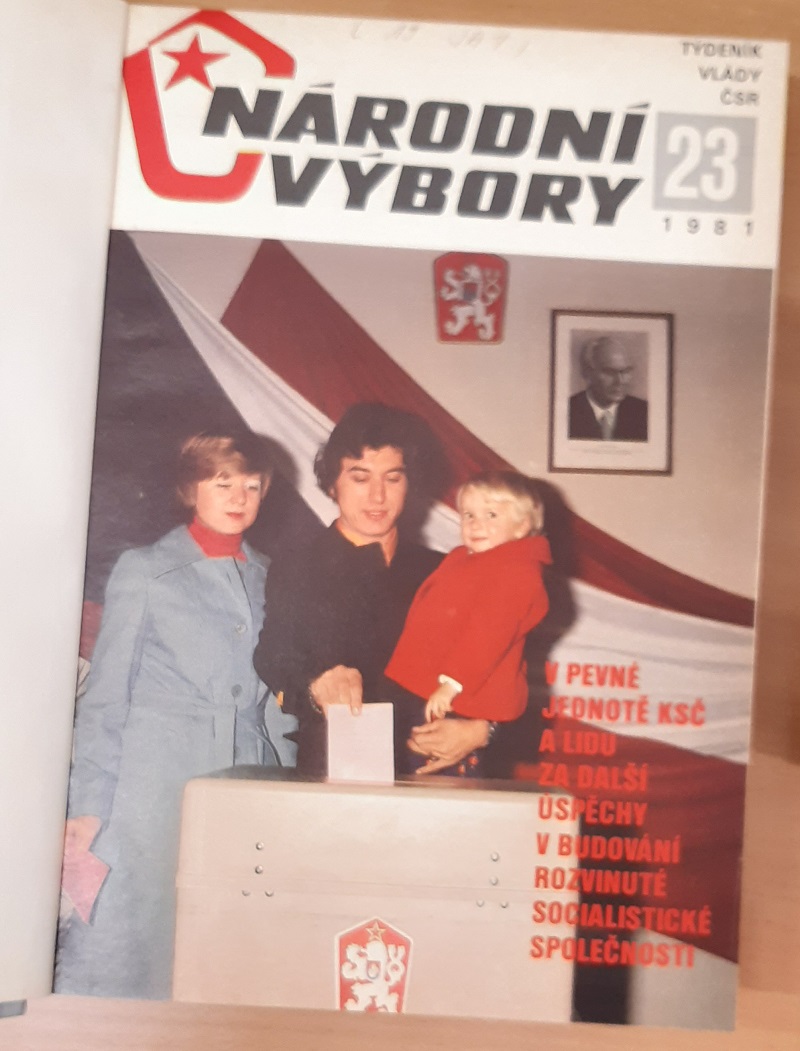 TÝDENÍK
VLÁDY
ČSR
NÁRODNÍ
VÝBORY
23
1981
V PEVNÉ
JEDNOTĚ KSČ
A LIDU
ZA DALŠÍ
ÚSPĚCHY
V BUDOVÁNÍ
ROZVINUTÉ
SOCIALISTICKÉ
SPOLEČNOSTI